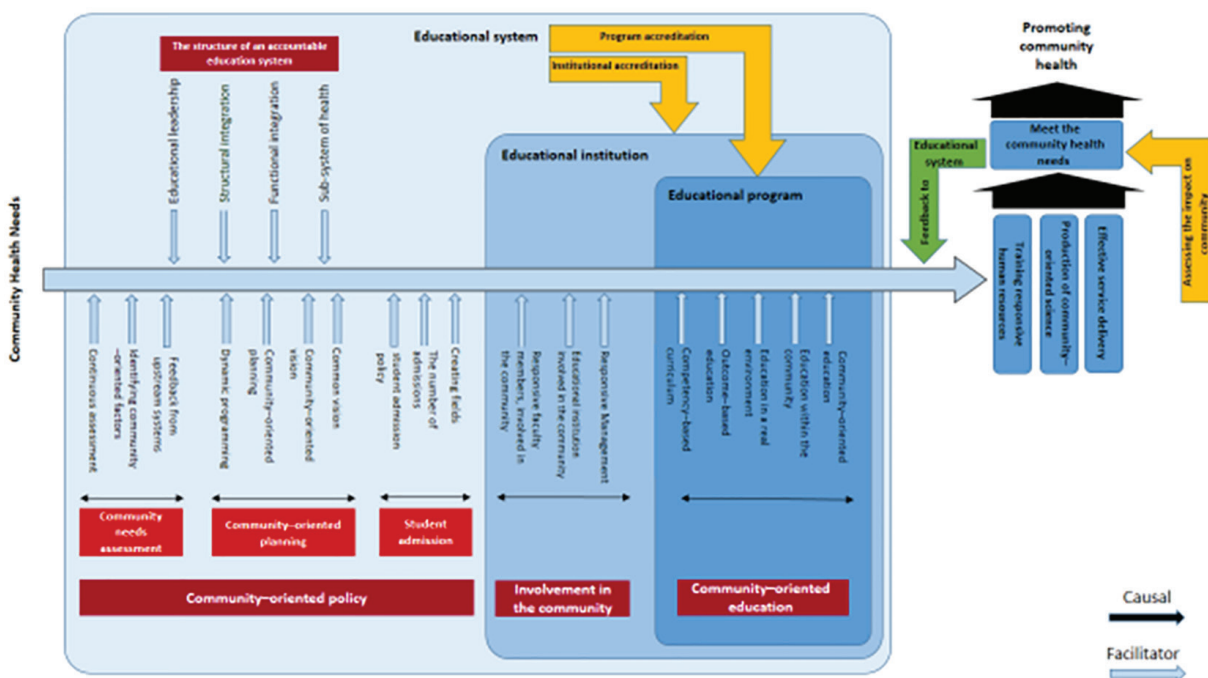 Educational system
Program accreditation
Institutional accreditation
The structure of an accountable
education system
Educational leadership
Structural integration
Functional integration
Sub-system of health
Educational institution
Educational program
Promoting
community
health
Meet the
community health
needs
Educational
system
Feedback to
Assessing the impact on
community
Training responsive
human resources
Production of community–
oriented science
Effective service delivery
Community Health Needs
Continuous assessment
Identifying community
–oriented factors
Feedback from
upstream systems
Dynamic programming
Community–oriented
planning
Community–oriented
vision
Common vision
student admission
policy
The number of
admissions
Creating fields
Responsive faculty
members, involved in
the community
Educational institution
involved in the community
Responsive Management
Competency–based
curriculum
Outcome–based
education
Education in a real
environment
Education within the
community
Community–oriented
education
Community
needs
assessment
Community–oriented
planning
Student
admission
Community–oriented policy
Involvement in
the community
Community–oriented
education
Causal
Facilitator